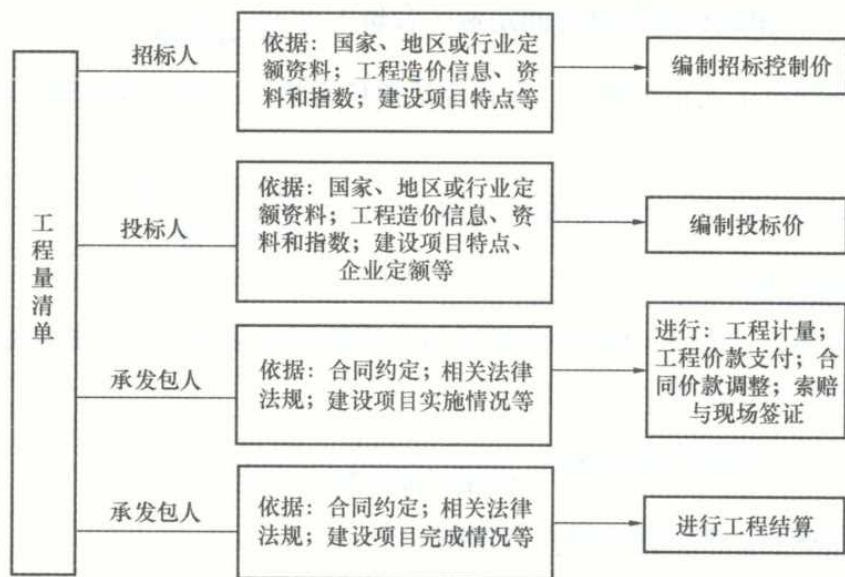 工程量清单
招标人
依据：国家、地区或行业定
额资料；工程造价信息、资
料和指数；建设项目特点等
编制招标控制价
投标人
依据：国家、地区或行业定
额资料；工程造价信息、资
料和指数；建设项目特点、
企业定额等
编制投标价
承发包人
依据：合同约定；相关法律
法规；建设项目实施情况等
进行：工程计量；
工程价款支付；合
同价款调整；索赔
与现场签证
承发包人
依据：合同约定；相关法律
法规；建设项目完成情况等
进行工程结算